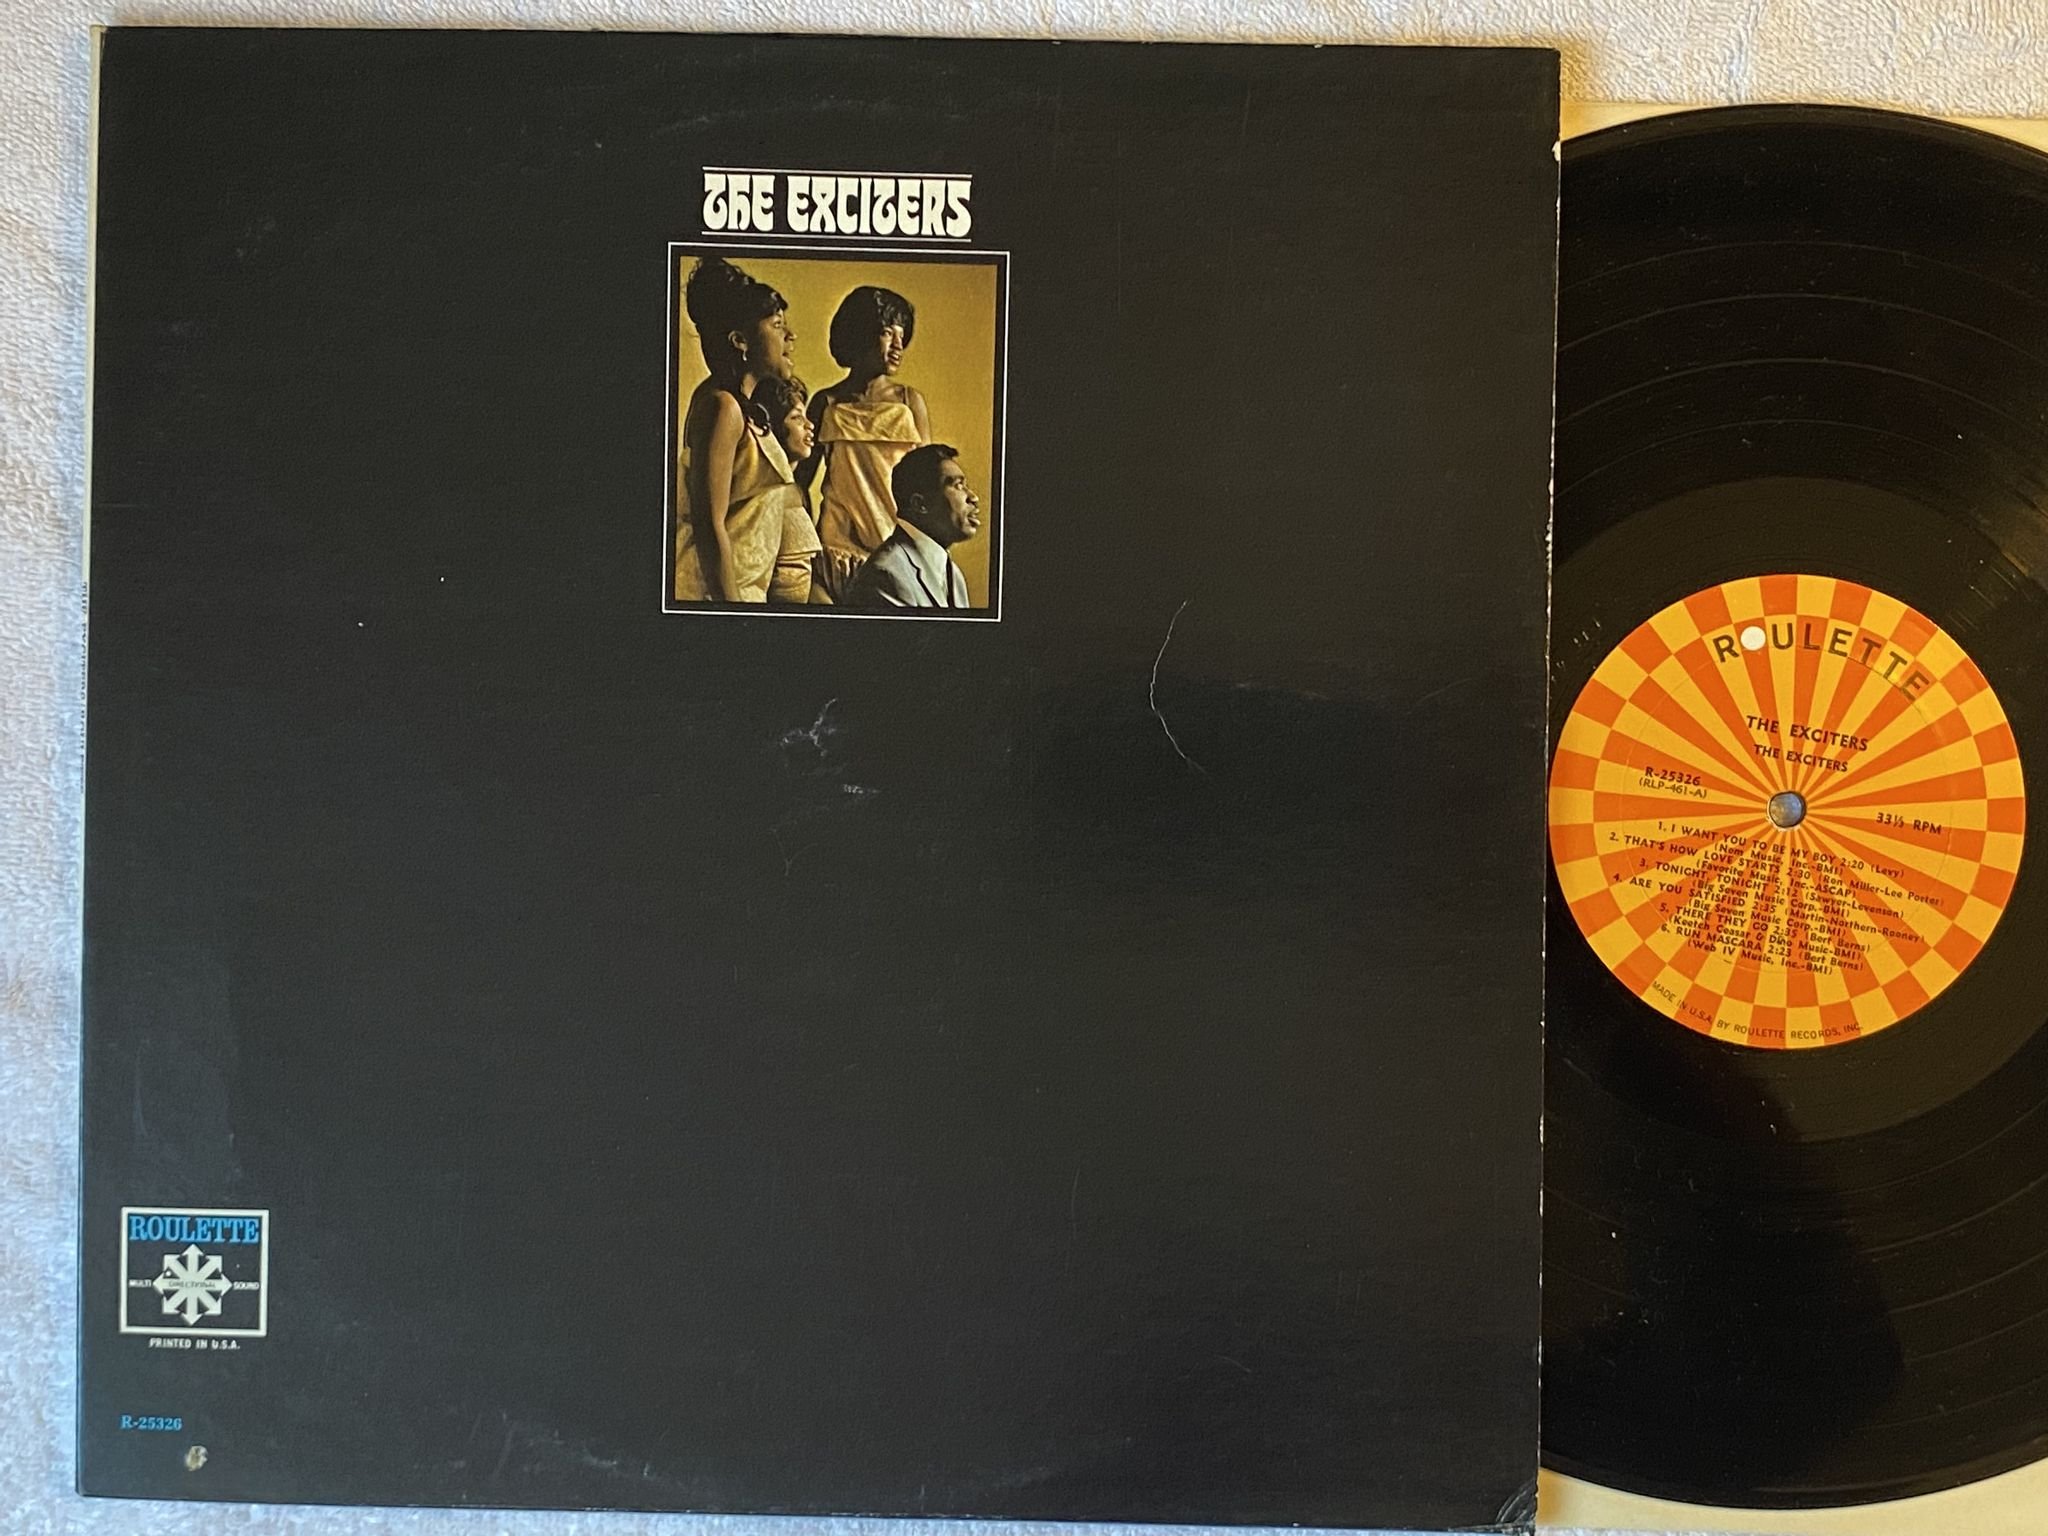 THE EXCITERS
ROULETTE
MULTI DIRECTIONAL SOUND
PRINTED IN U.S.A.
R-25326
ROULETTE
THE EXCITERS
THE EXCITERS
R-25326
(RLP-461-A)
33⅓ RPM
1. I WANT YOU TO BE MY BOY 2:20 (Levy)
(Nom Music, Inc.-BMI)
2. THAT'S HOW LOVE STARTS 2:30 (Ron Miller-Lee Porter)
(Favorite Music, Inc.-ASCAP)
3. TONIGHT, TONIGHT 2:12 (Sawyer-Levenson)
(Big Seven Music Corp.-BMI)
4. ARE YOU SATISFIED 2:35 (Martin-Northern-Rooney)
(Big Seven Music Corp.-BMI)
5. THERE THEY GO 2:35 (Bert Berns)
(Keetch Ceasar & Dino Music-BMI)
6. RUN MASCARA 2:23 (Bert Berns)
(Web IV Music, Inc.-BMI)
MADE IN U.S.A. BY ROULETTE RECORDS, INC.